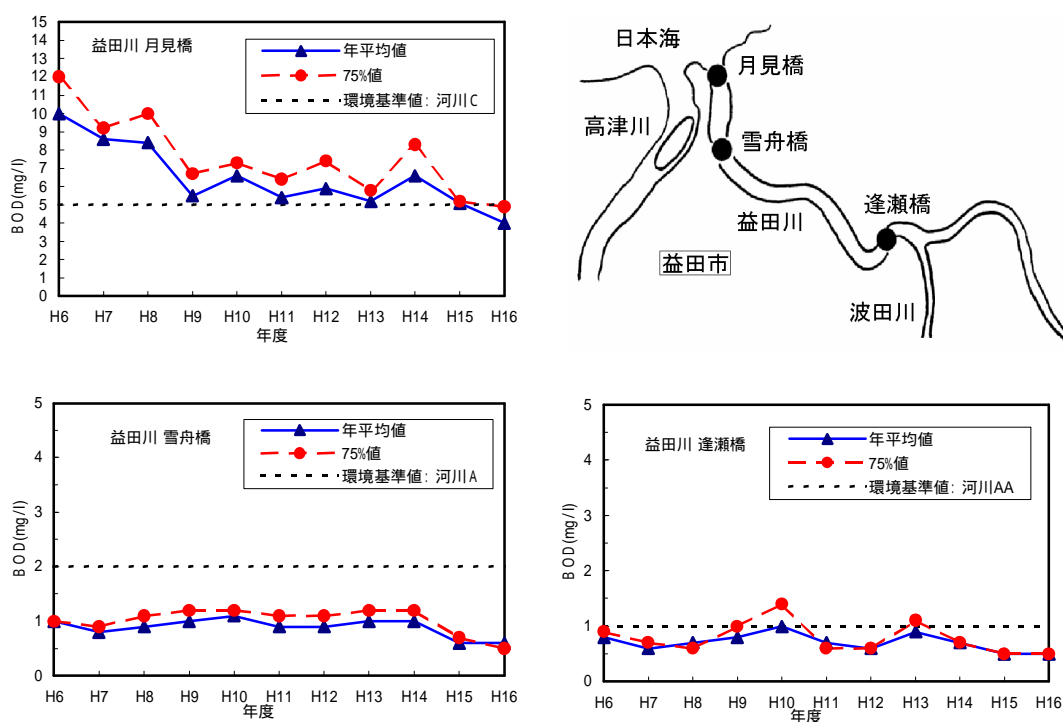 益田川 月見橋
年平均値
75%値
環境基準値: 河川C
BOD(mg/l)
15
14
13
12
11
10
9
8
7
6
5
4
3
2
1
0
H6 H7 H8 H9 H10 H11 H12 H13 H14 H15 H16
年度
日本海
月見橋
高津川
雪舟橋
逢瀬橋
益田川
益田市
波田川
益田川 雪舟橋
年平均値
75%値
環境基準値: 河川A
BOD(mg/l)
5
4
3
2
1
0
H6 H7 H8 H9 H10 H11 H12 H13 H14 H15 H16
年度
益田川 逢瀬橋
年平均値
75%値
環境基準値: 河川AA
BOD(mg/l)
5
4
3
2
1
0
H6 H7 H8 H9 H10 H11 H12 H13 H14 H15 H16
年度